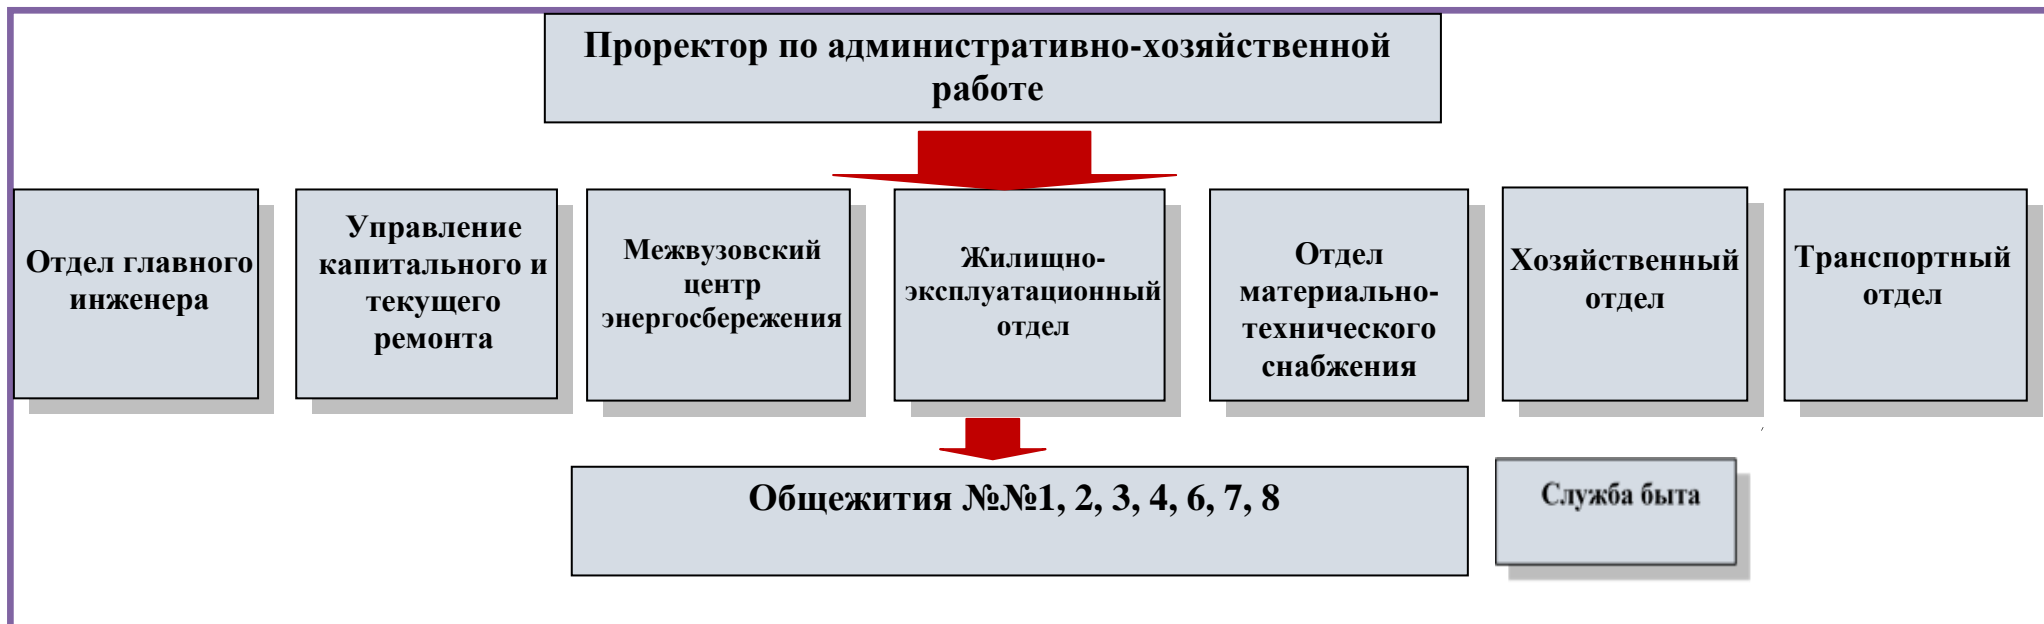 Проректор по административно-хозяйственной
работе
Отдел главного
инженера
Управление
капитального и
текущего
ремонта
Межвузовский
центр
энергосбережения
Жилищно-
эксплуатационный
отдел
Отдел
материально-
технического
снабжения
Хозяйственный
отдел
Транспортный
отдел
Общежития №№1, 2, 3, 4, 6, 7, 8
Служба быта